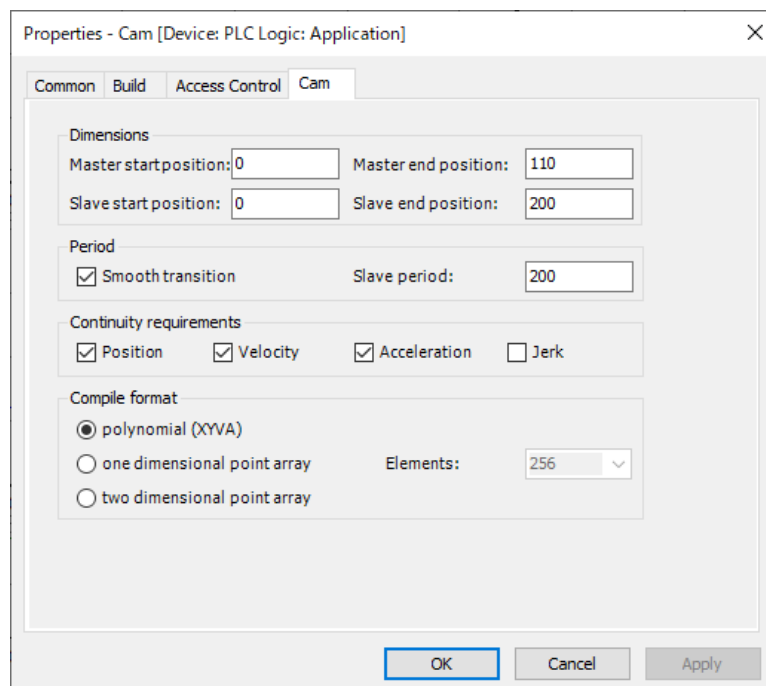 Properties - Cam [Device: PLC Logic: Application]
Common Build Access Control Cam
Dimensions
Master start position: 0 Master end position: 110
Slave start position: 0 Slave end position: 200
Period
Smooth transition Slave period: 200
Continuity requirements
Position Velocity Acceleration Jerk
Compile format
polynomial (XYVA)
one dimensional point array Elements: 256
two dimensional point array
OK Cancel Apply